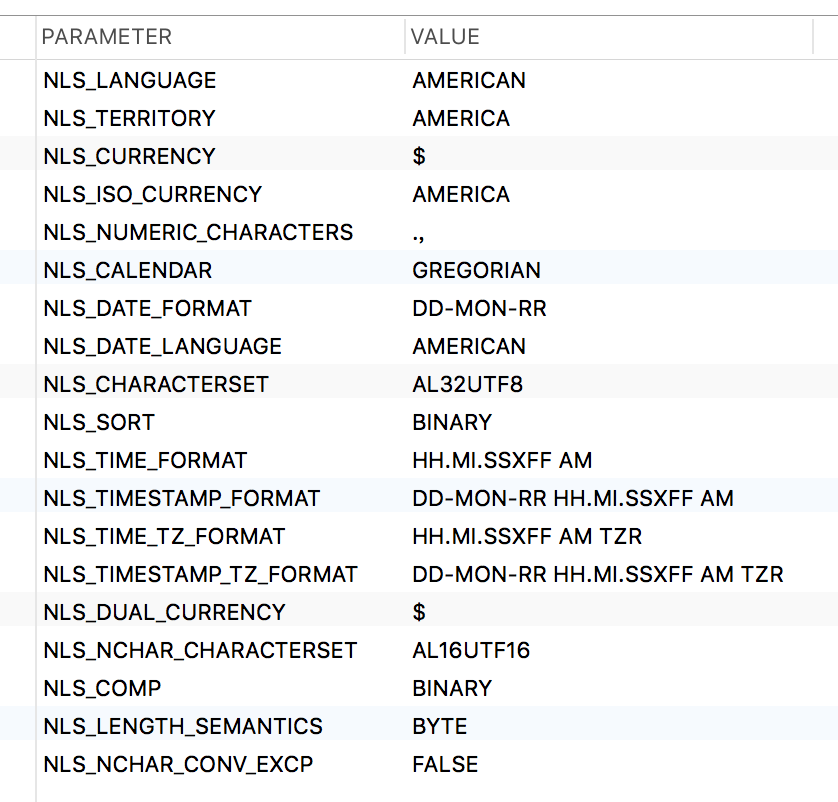 PARAMETER VALUE
NLS_LANGUAGE AMERICAN
NLS_TERRITORY AMERICA
NLS_CURRENCY $
NLS_ISO_CURRENCY AMERICA
NLS_NUMERIC_CHARACTERS .,
NLS_CALENDAR GREGORIAN
NLS_DATE_FORMAT DD-MON-RR
NLS_DATE_LANGUAGE AMERICAN
NLS_CHARACTERSET AL32UTF8
NLS_SORT BINARY
NLS_TIME_FORMAT HH.MI.SSXFF AM
NLS_TIMESTAMP_FORMAT DD-MON-RR HH.MI.SSXFF AM
NLS_TIME_TZ_FORMAT HH.MI.SSXFF AM TZR
NLS_TIMESTAMP_TZ_FORMAT DD-MON-RR HH.MI.SSXFF AM TZR
NLS_DUAL_CURRENCY $
NLS_NCHAR_CHARACTERSET AL16UTF16
NLS_COMP BINARY
NLS_LENGTH_SEMANTICS BYTE
NLS_NCHAR_CONV_EXCP FALSE